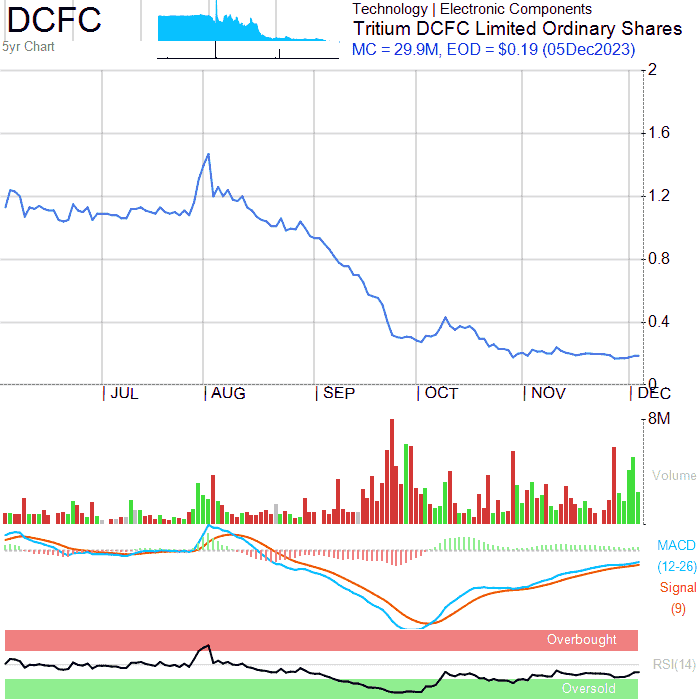 DCFC
5yr Chart
Technology | Electronic Components
Tritium DCFC Limited Ordinary Shares
MC = 29.9M, EOD = $0.19 (05Dec2023)
2
1.6
1.2
0.8
0.4
0
JUL AUG SEP OCT NOV DEC
8M
Volume
MACD
(12-26)
Signal
(9)
Overbought
RSI(14)
Oversold